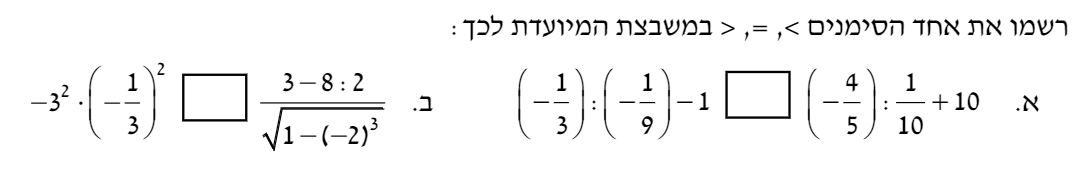 רשמו את אחד הסימנים >, =, < במשבצת המיועדת לכך :
א. (-1/3) : (-1/9) - 1 □ (-4/5) : 1/10 + 10
ב. -3² · (-1/3)² □ (3 - 8 : 2)/√(1 - (-2)³)